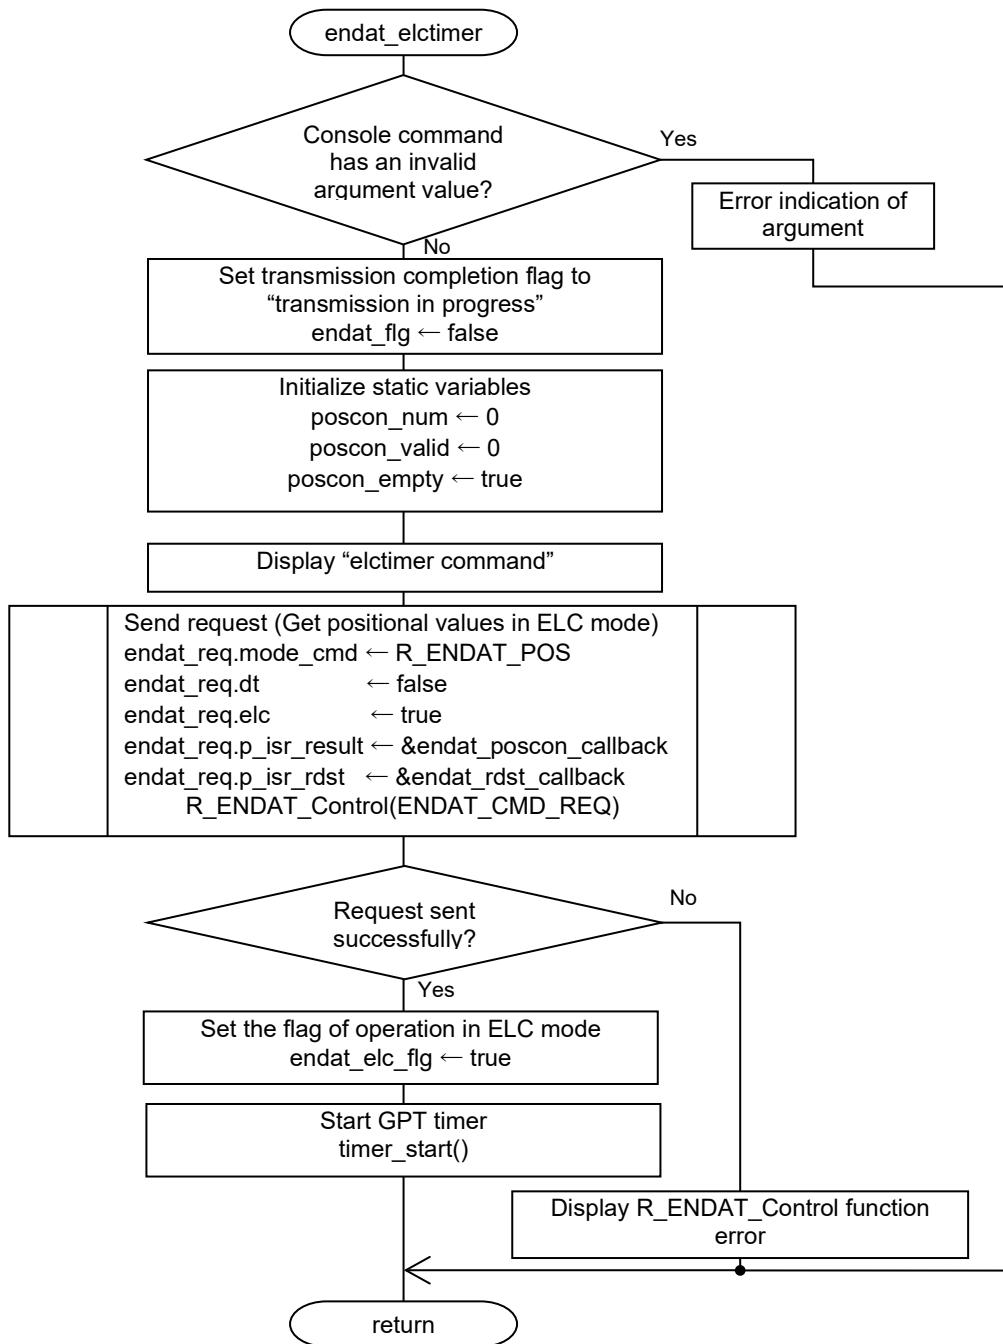 endat_elctimer
Console command
has an invalid
argument value?
Yes
Error indication of
argument
No
Set transmission completion flag to
“transmission in progress”
endat_flg ← false
Initialize static variables
poscon_num ← 0
poscon_valid ← 0
poscon_empty ← true
Display “elctimer command”
Send request (Get positional values in ELC mode)
endat_req.mode_cmd ← R_ENDAT_POS
endat_req.dt ← false
endat_req.elc ← true
endat_req.p_isr_result ← &endat_poscon_callback
endat_req.p_isr_rdst ← &endat_rdst_callback
R_ENDAT_Control(ENDAT_CMD_REQ)
Request sent
successfully?
No
Yes
Set the flag of operation in ELC mode
endat_elc_flg ← true
Start GPT timer
timer_start()
Display R_ENDAT_Control function
error
return